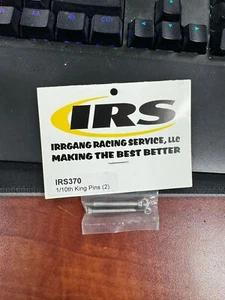 IRS
IRRGANG RACING SERVICE, LLC
MAKING THE BEST BETTER
IRS370
1/10th King Pins (2)